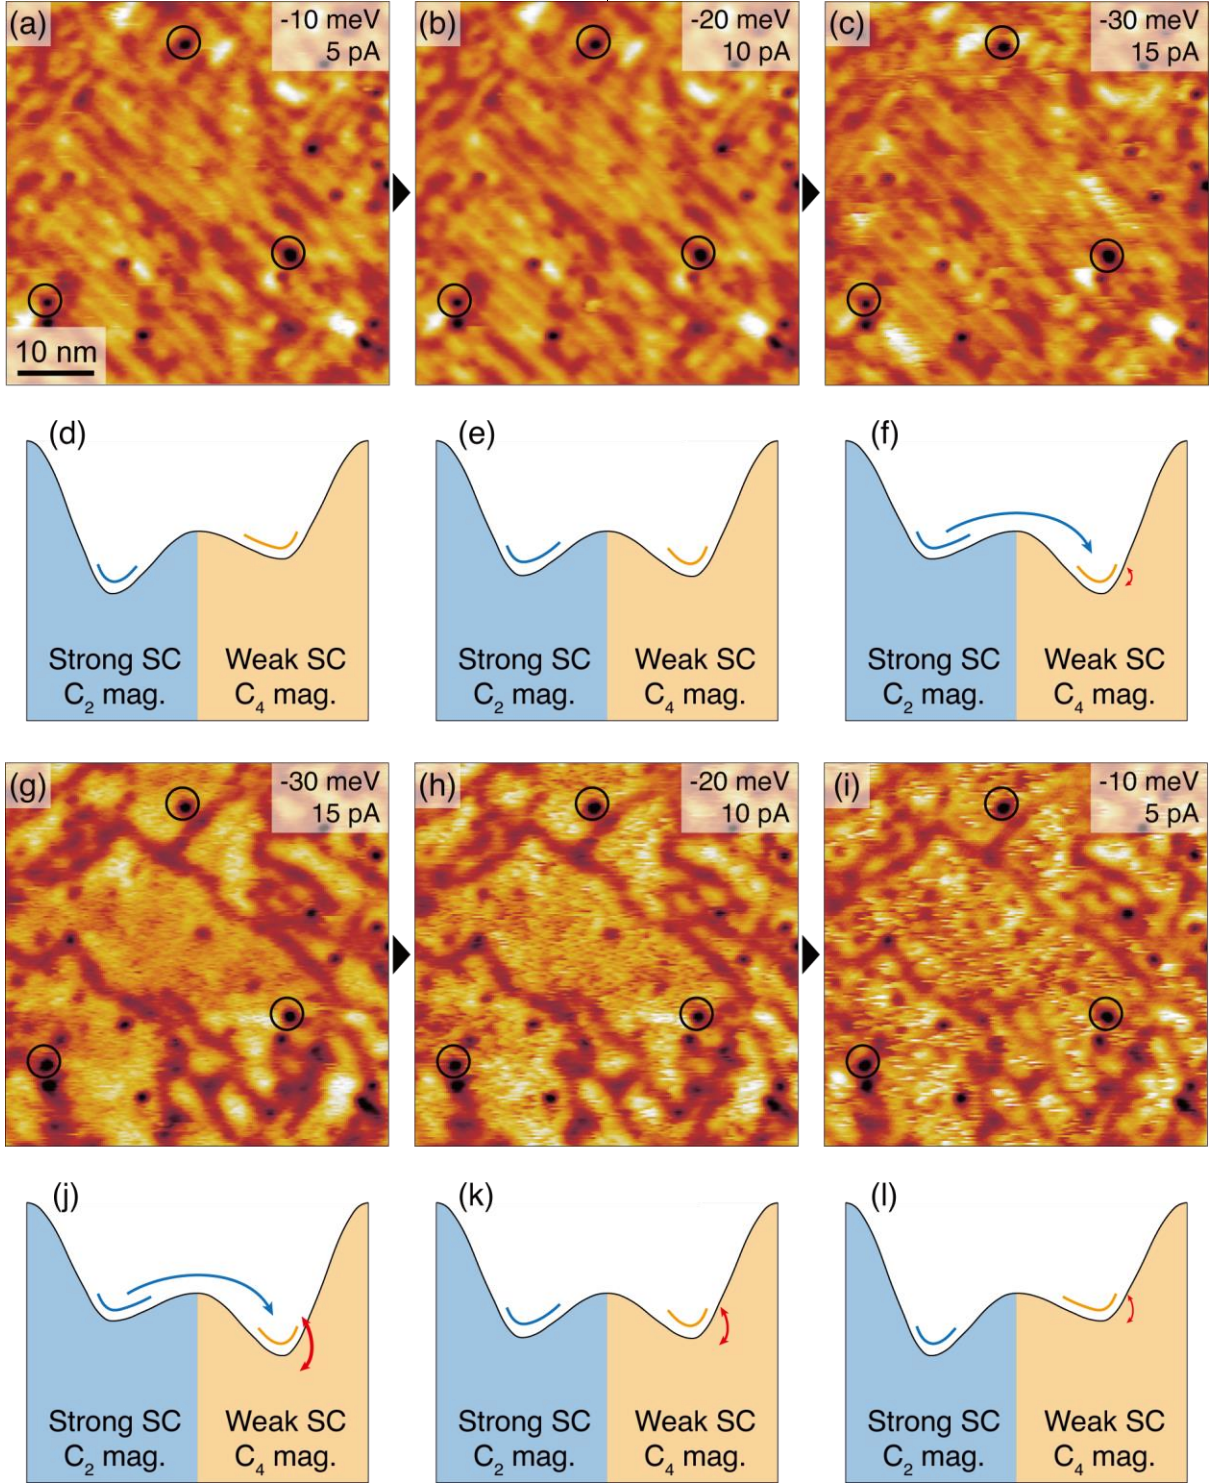 (a)
-10 meV
5 pA
10 nm
(b)
-20 meV
10 pA
(c)
-30 meV
15 pA
(d)
Strong SC
C₂ mag.
Weak SC
C₄ mag.
(e)
Strong SC
C₂ mag.
Weak SC
C₄ mag.
(f)
Strong SC
C₂ mag.
Weak SC
C₄ mag.
(g)
-30 meV
15 pA
(h)
-20 meV
10 pA
(i)
-10 meV
5 pA
(j)
Strong SC
C₂ mag.
Weak SC
C₄ mag.
(k)
Strong SC
C₂ mag.
Weak SC
C₄ mag.
(l)
Strong SC
C₂ mag.
Weak SC
C₄ mag.